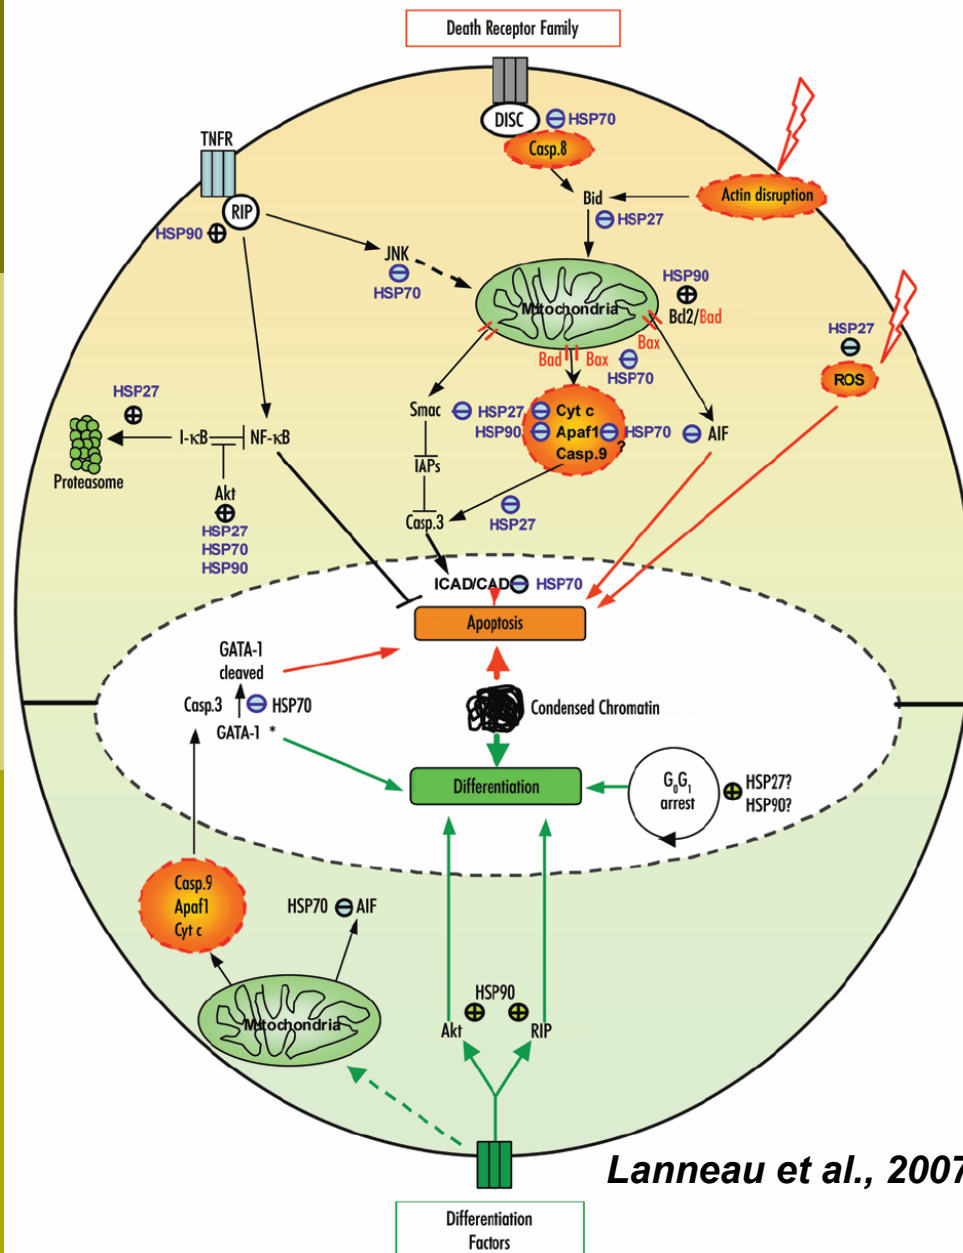 Death Receptor Family
DISC
HSP70
Casp.8
TNFR
RIP
HSP90
Bid
Actin disruption
HSP27
JNK
HSP70
Mitochondria
HSP90
Bcl2/Bad
Bad
Bax
Bax
HSP70
HSP27
ROS
HSP27
I-κB
NF-κB
Proteasome
Akt
HSP27
HSP70
HSP90
Smac
HSP27
Cyt c
HSP90
Apaf1
HSP70
AIF
Casp.9
?
IAPs
Casp.3
HSP27
ICAD/CAD
HSP70
Apoptosis
GATA-1
cleaved
Casp.3
HSP70
GATA-1 *
Condensed Chromatin
Differentiation
G0G1
arrest
HSP27?
HSP90?
Casp.9
Apaf1
Cyt c
HSP70
AIF
Mitochondria
HSP90
Akt
RIP
Lanneau et al., 2007
Differentiation
Factors